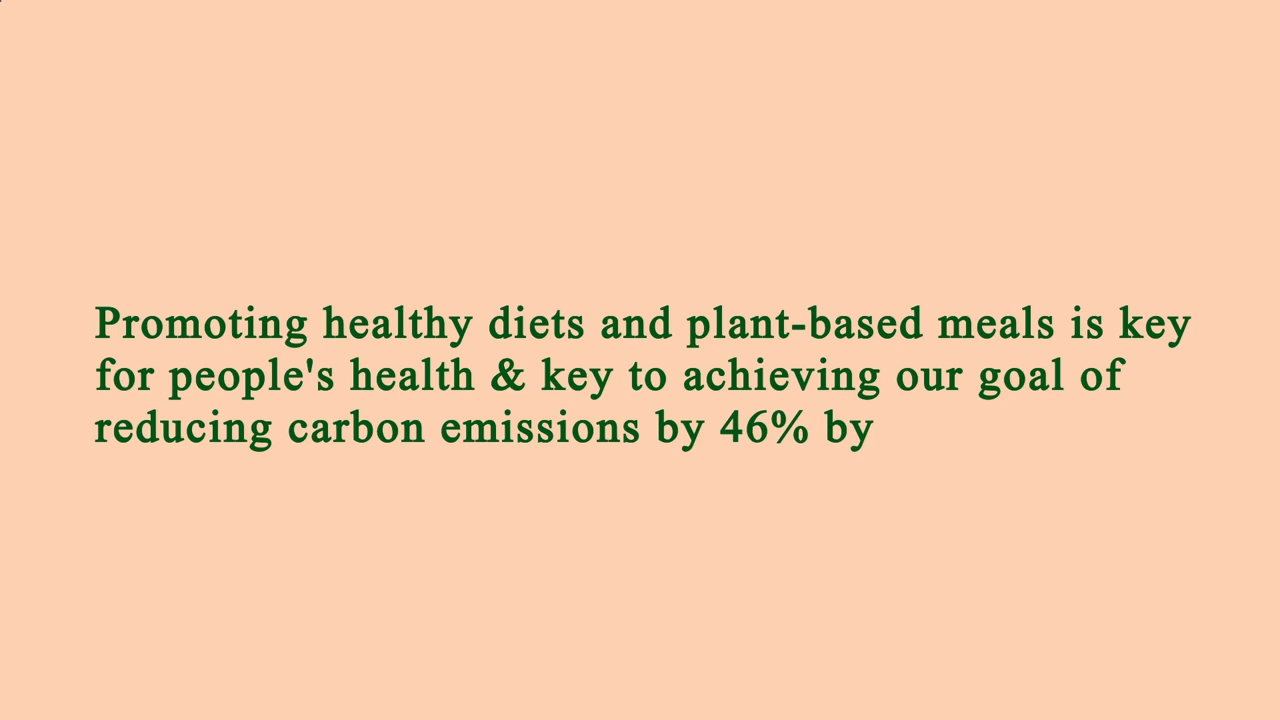 Promoting healthy diets and plant-based meals is key
for people's health & key to achieving our goal of
reducing carbon emissions by 46% by